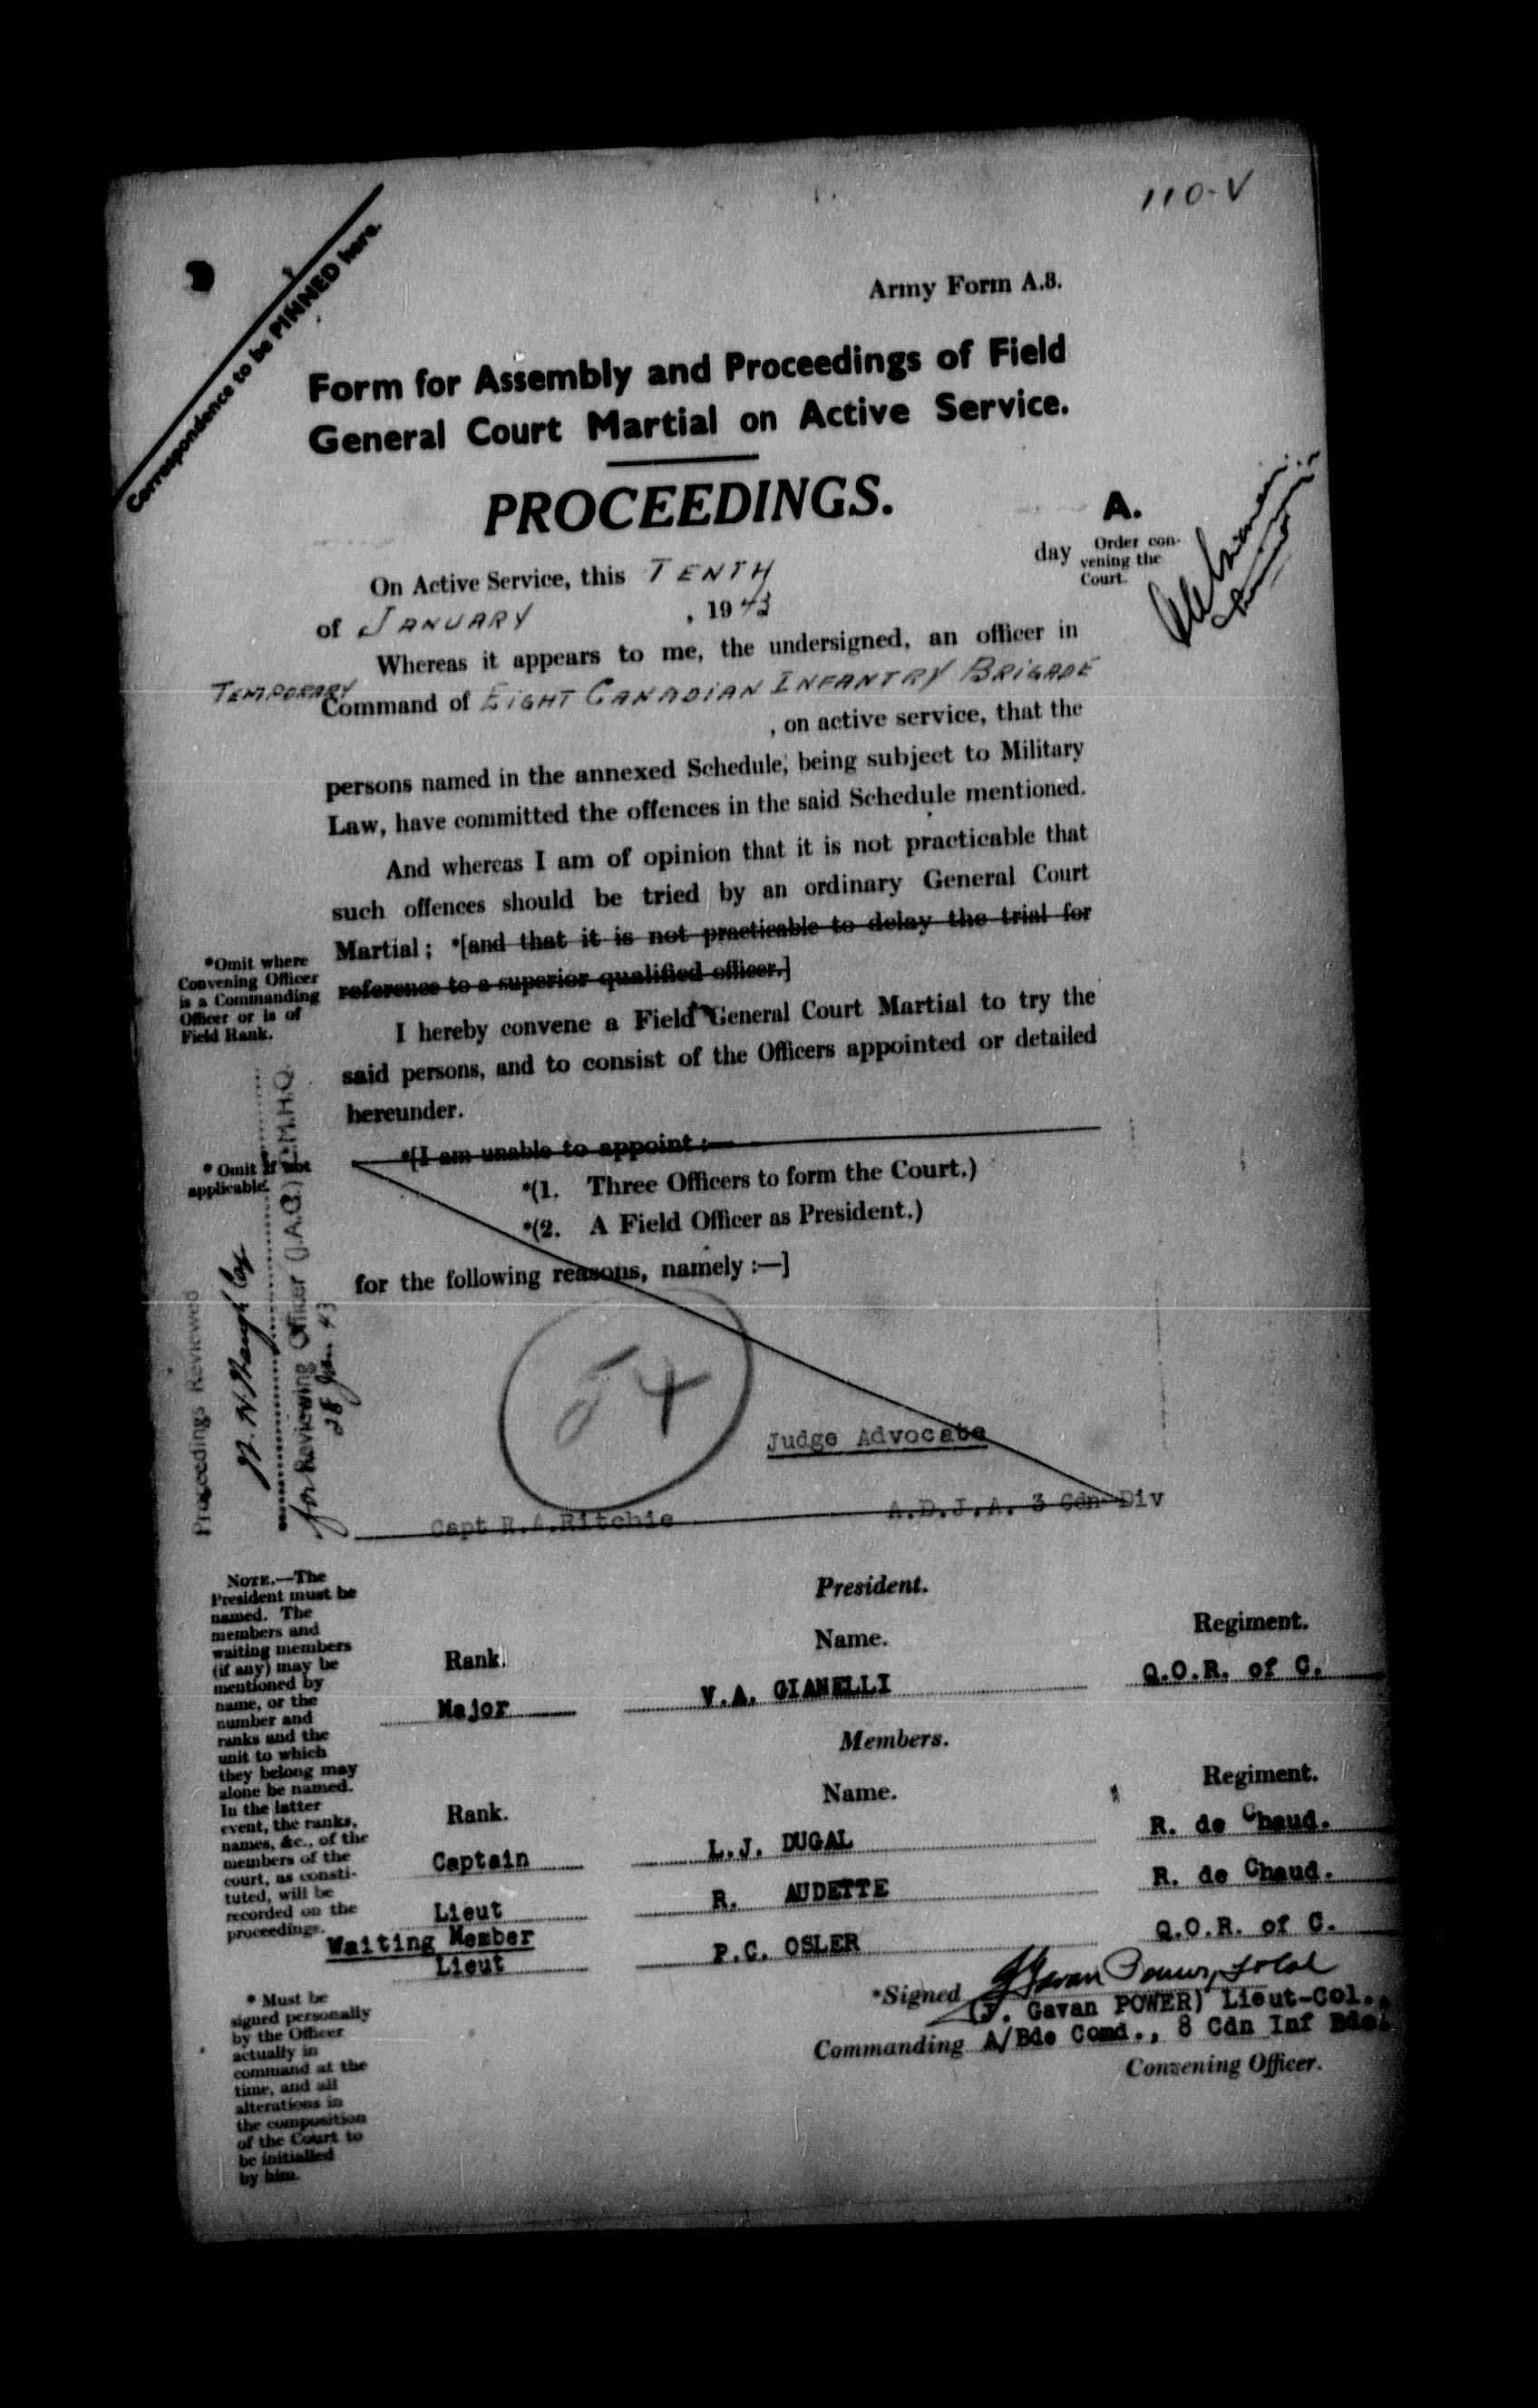 110-V
Correspondence to be PINNED here.
Army Form A.3.
Form for Assembly and Proceedings of Field
General Court Martial on Active Service.
PROCEEDINGS.
A.
Order con-
vening the
Court.
On Active Service, this TENTH day
of JANUARY , 1943
Whereas it appears to me, the undersigned, an officer in
TEMPORARY Command of EIGHT CANADIAN INFANTRY BRIGADE
, on active service, that the
persons named in the annexed Schedule, being subject to Military
Law, have committed the offences in the said Schedule mentioned.
And whereas I am of opinion that it is not practicable that
such offences should be tried by an ordinary General Court
Martial; *[and that it is not practicable to delay the trial for
reference to a superior qualified officer.]
*Omit where
Convening Officer
is a Commanding
Officer or is of
Field Rank.
I hereby convene a Field General Court Martial to try the
said persons, and to consist of the Officers appointed or detailed
hereunder.
*[I am unable to appoint :—
* Omit if not
applicable.
*(1. Three Officers to form the Court.)
*(2. A Field Officer as President.)
for the following reasons, namely :—]
54
Proceedings Reviewed
for Reviewing Officer (J.A.G.) C.M.H.Q.
28 Jan 43
Judge Advocate
Capt R.A.Ritchie A.D.J.A. 3 Cdn Div
NOTE.—The
President must be
named. The
members and
waiting members
(if any) may be
mentioned by
name, or the
number and
ranks and the
unit to which
they belong may
alone be named.
In the latter
event, the ranks,
names, &c., of the
members of the
court, as consti-
tuted, will be
recorded on the
proceedings.
President.
Rank. Name. Regiment.
Major V.A. GIANELLI Q.O.R. of C.
Members.
Rank. Name. Regiment.
Captain L.J. DUGAL R. de Chaud.
Lieut R. AUDETTE R. de Chaud.
Waiting Member
Lieut P.C. OSLER Q.O.R. of C.
* Must be
signed personally
by the Officer
actually in
command at the
time, and all
alterations in
the composition
of the Court to
be initialled
by him.
*Signed J Gavan Power, Lt Col
(J. Gavan POWER) Lieut-Col.,
Commanding A/Bde Comd., 8 Cdn Inf Bde.
Convening Officer.